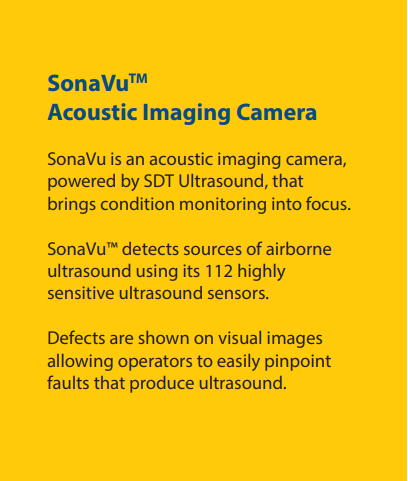 SonaVu™
Acoustic Imaging Camera
SonaVu is an acoustic imaging camera,
powered by SDT Ultrasound, that
brings condition monitoring into focus.
SonaVu™ detects sources of airborne
ultrasound using its 112 highly
sensitive ultrasound sensors.
Defects are shown on visual images
allowing operators to easily pinpoint
faults that produce ultrasound.